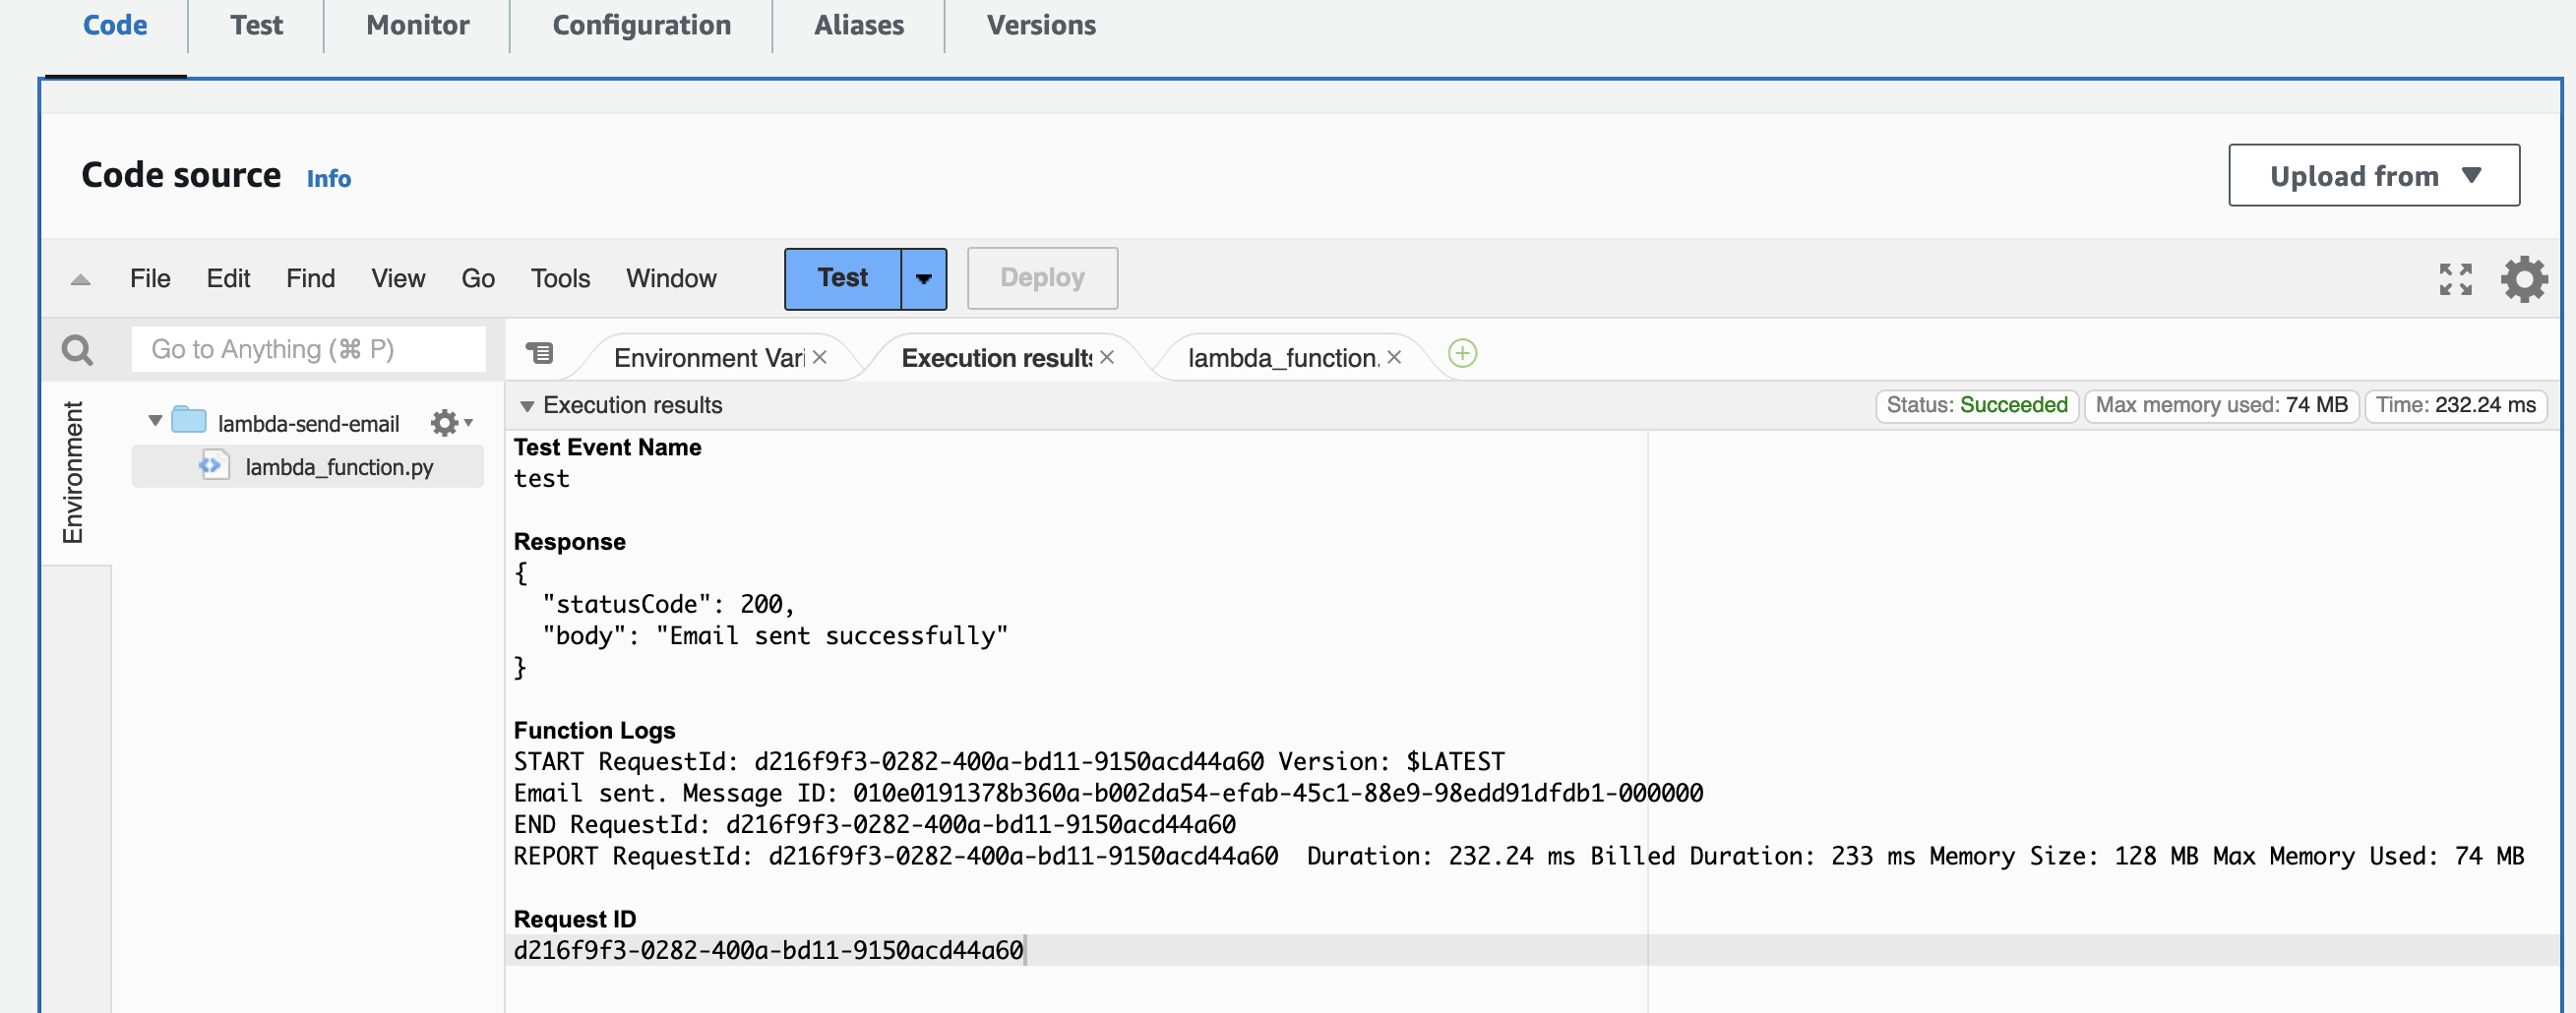 Code Test Monitor Configuration Aliases Versions
Code source Info Upload from
File Edit Find View Go Tools Window Test Deploy
Go to Anything (⌘ P) Environment Vari Execution results lambda_function.
Environment
lambda-send-email
lambda_function.py
Execution results Status: Succeeded Max memory used: 74 MB Time: 232.24 ms
Test Event Name
test
Response
{
"statusCode": 200,
"body": "Email sent successfully"
}
Function Logs
START RequestId: d216f9f3-0282-400a-bd11-9150acd44a60 Version: $LATEST
Email sent. Message ID: 010e0191378b360a-b002da54-efab-45c1-88e9-98edd91dfdb1-000000
END RequestId: d216f9f3-0282-400a-bd11-9150acd44a60
REPORT RequestId: d216f9f3-0282-400a-bd11-9150acd44a60 Duration: 232.24 ms Billed Duration: 233 ms Memory Size: 128 MB Max Memory Used: 74 MB
Request ID
d216f9f3-0282-400a-bd11-9150acd44a60